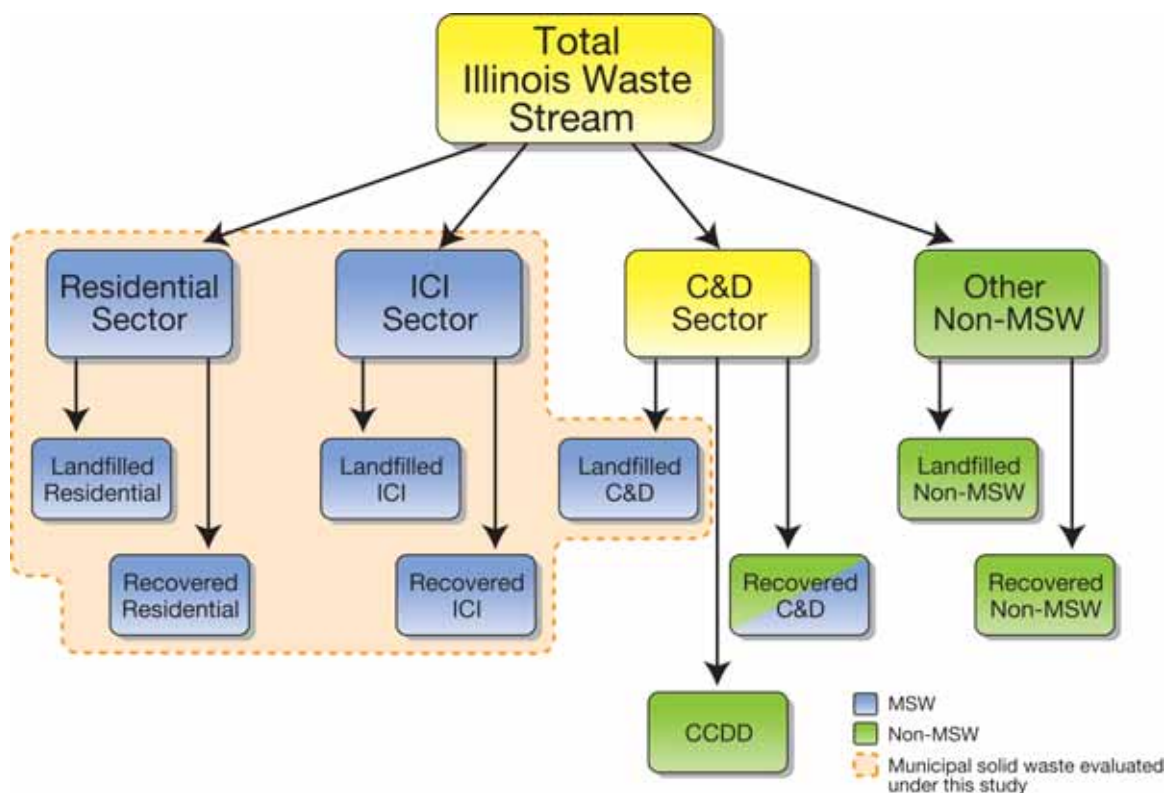 Total
Illinois Waste
Stream
Residential
Sector
ICI
Sector
C&D
Sector
Other
Non-MSW
Landfilled
Residential
Landfilled
ICI
Landfilled
C&D
Landfilled
Non-MSW
Recovered
Residential
Recovered
ICI
Recovered
C&D
Recovered
Non-MSW
CCDD
MSW
Non-MSW
Municipal solid waste evaluated
under this study